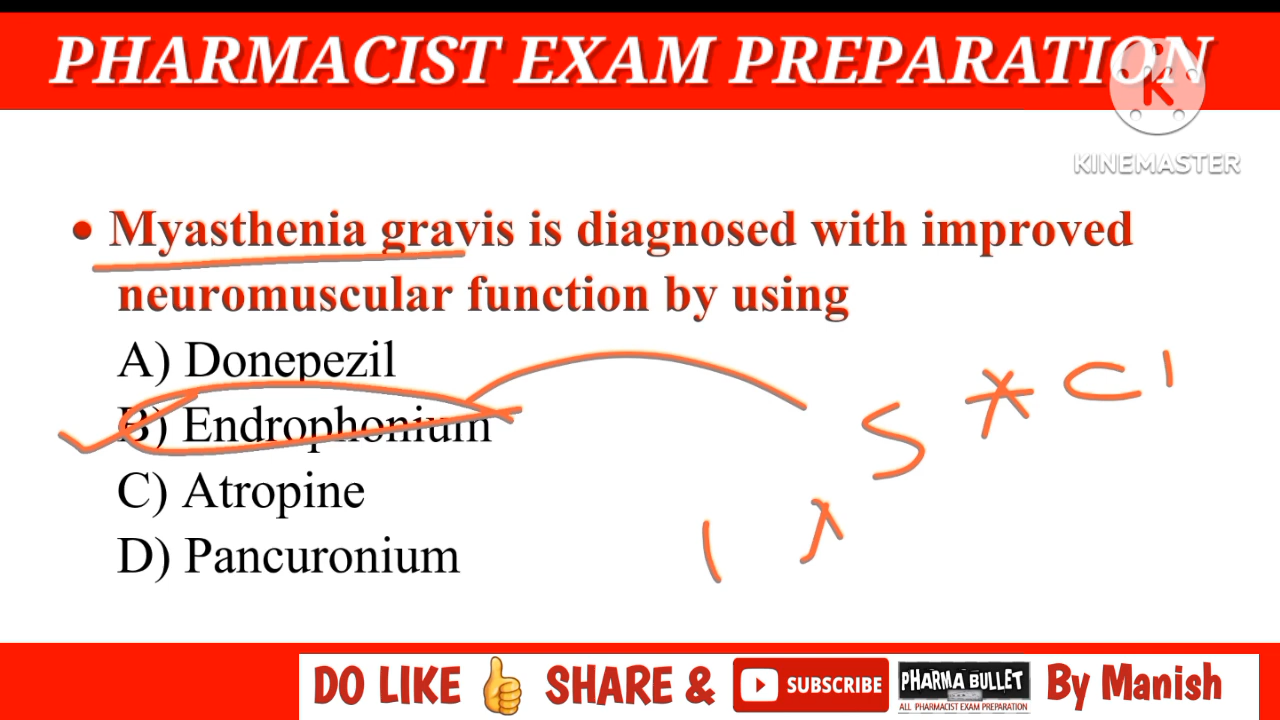 PHARMACIST EXAM PREPARATION
K
KINEMASTER
• Myasthenia gravis is diagnosed with improved
neuromuscular function by using
A) Donepezil
B) Endrophonium
C) Atropine
D) Pancuronium
DO LIKE SHARE & SUBSCRIBE PHARMA BULLET By Manish
ALL PHARMACIST EXAM PREPARATION